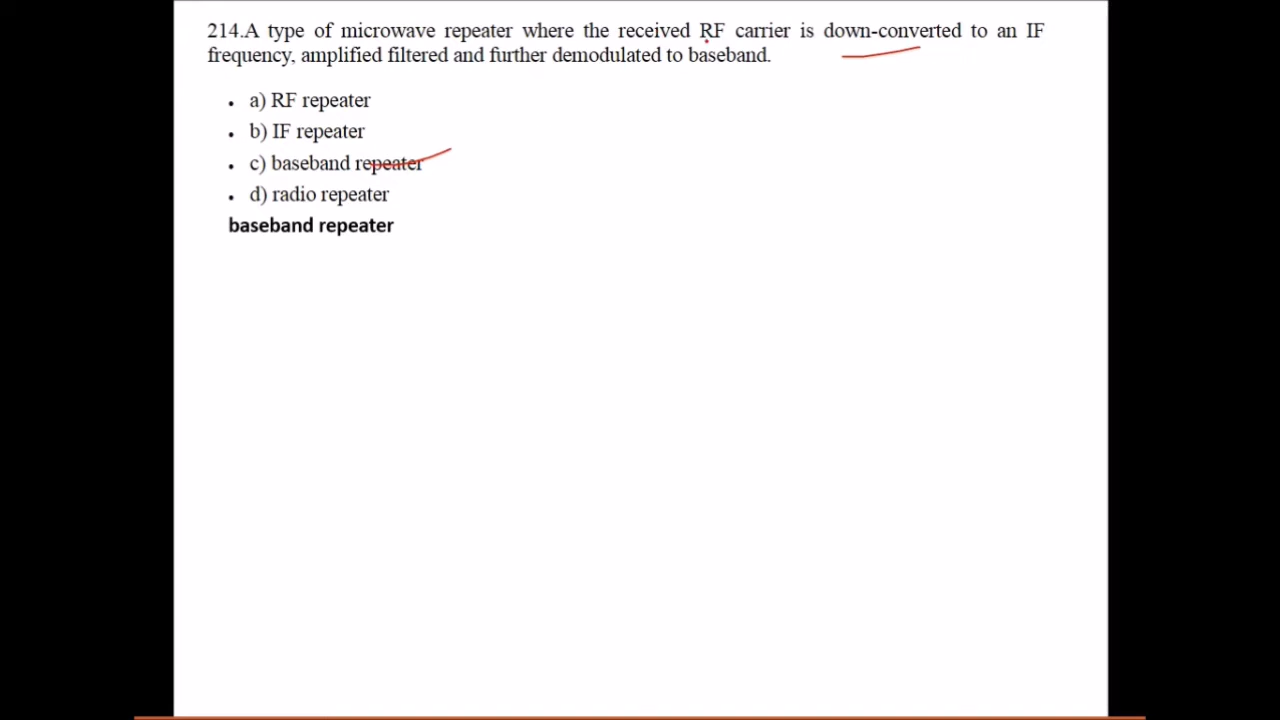 214.A type of microwave repeater where the received RF carrier is down-converted to an IF
frequency, amplified filtered and further demodulated to baseband.
• a) RF repeater
• b) IF repeater
• c) baseband repeater
• d) radio repeater
baseband repeater